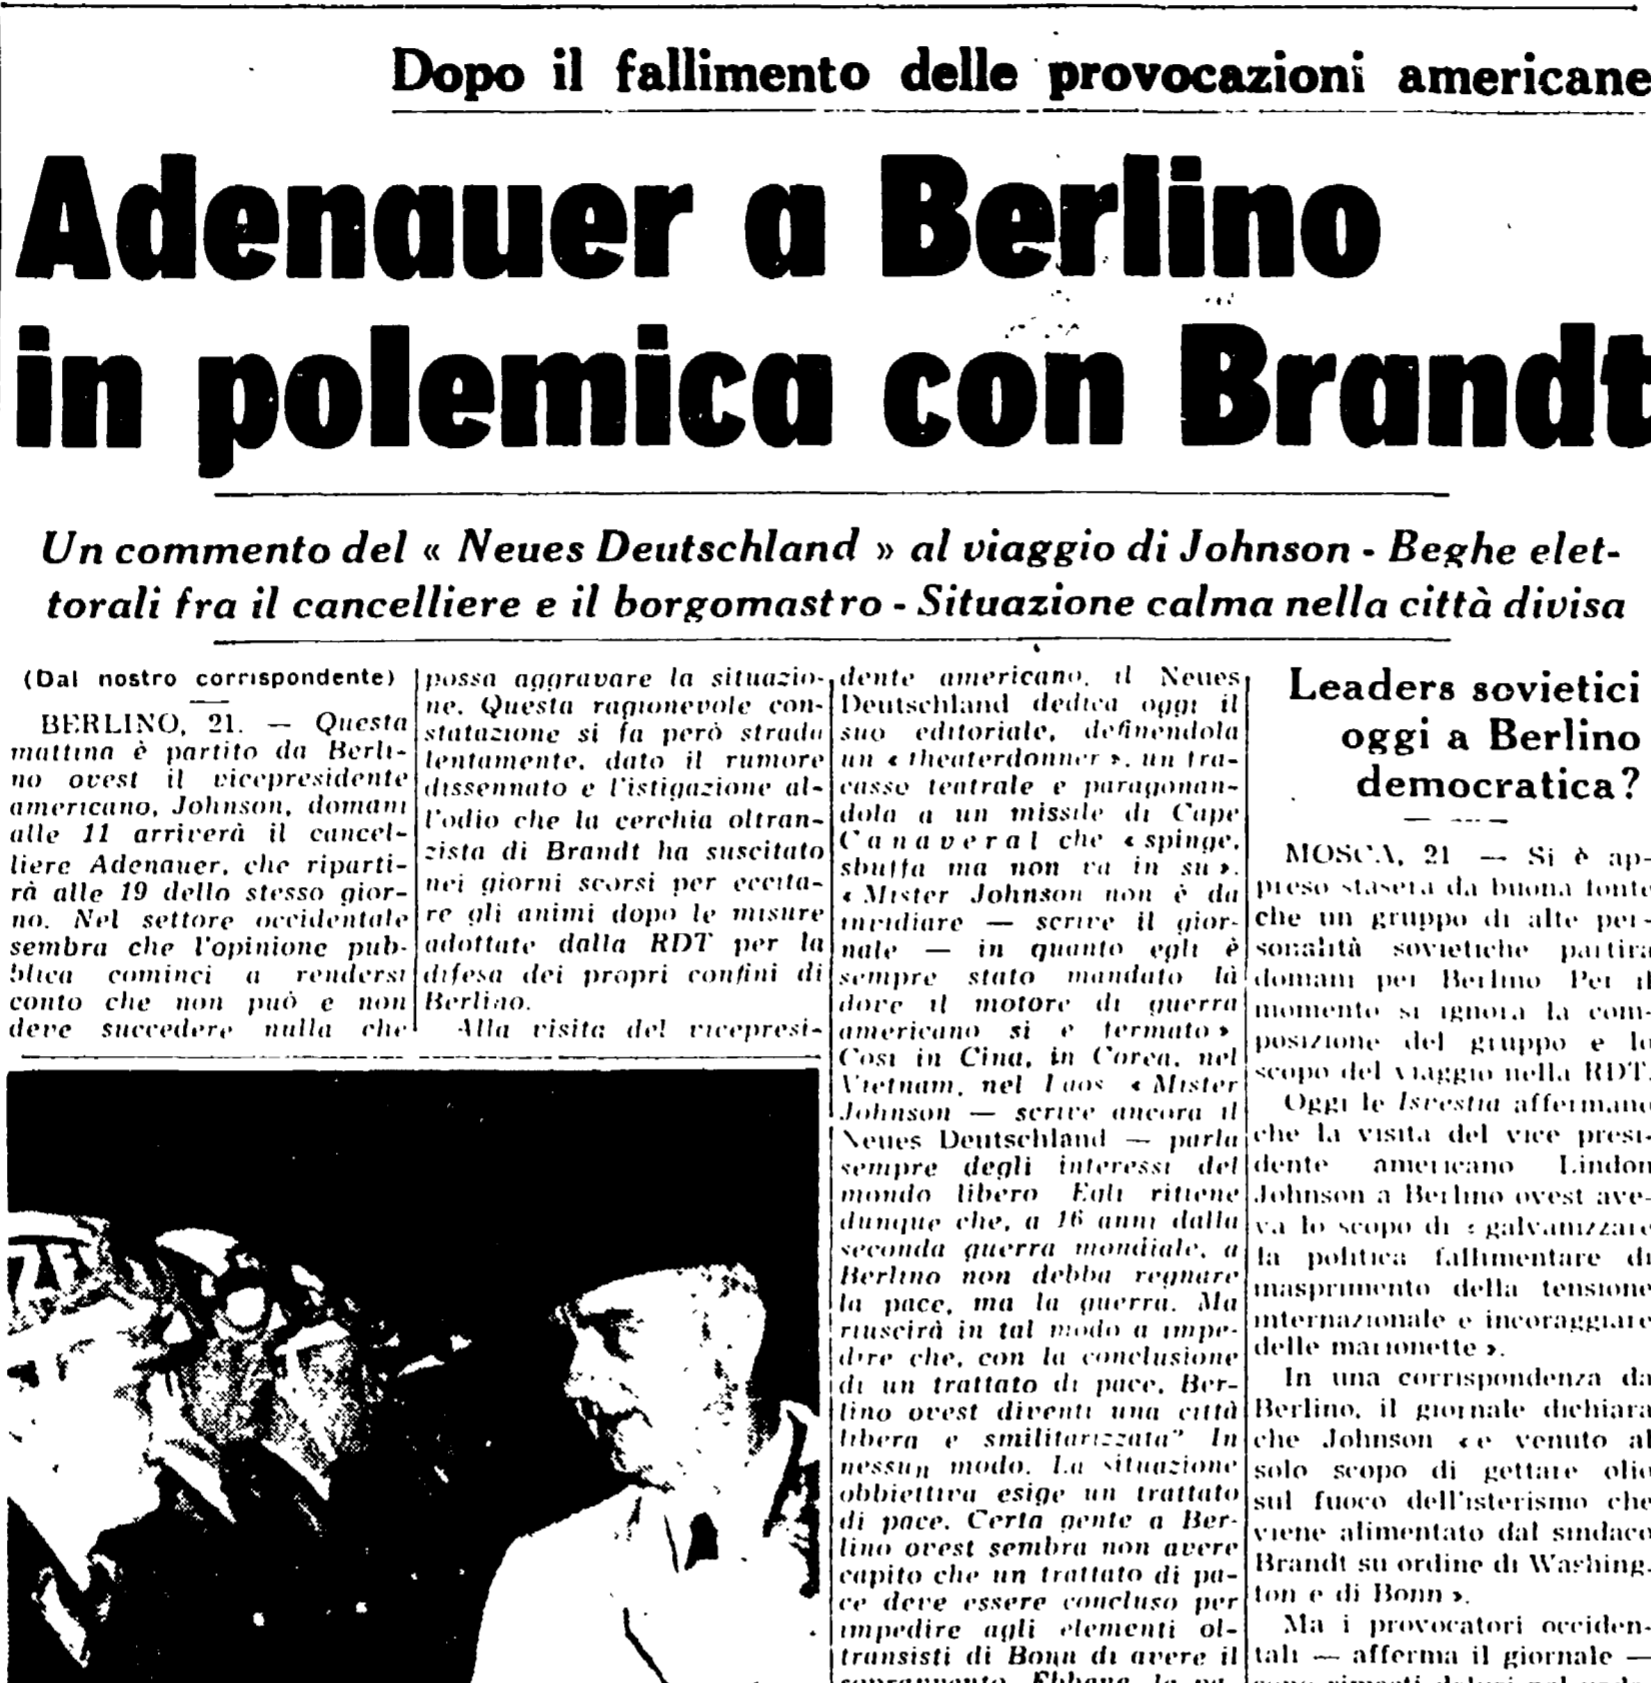 Dopo il fallimento delle provocazioni americane
Adenauer a Berlino
in polemica con Brandt
Un commento del « Neues Deutschland » al viaggio di Johnson - Beghe elet-
torali fra il cancelliere e il borgomastro - Situazione calma nella città divisa
(Dal nostro corrispondente)
BERLINO, 21. — Questa
mattina è partito da Berli-
no ovest il vicepresidente
americano, Johnson, domani
alle 11 arriverà il cancel-
liere Adenauer, che riparti-
rà alle 19 dello stesso gior-
no. Nel settore occidentale
sembra che l'opinione pub-
blica cominci a rendersi
conto che non può e non
deve succedere nulla che
possa aggravare la situazio-
ne. Questa ragionevole con-
statazione si fa però strada
lentamente, dato il rumore
dissennato e l'istigazione al-
l'odio che la cerchia oltran-
zista di Brandt ha suscitato
nei giorni scorsi per eccita-
re gli animi dopo le misure
adottate dalla RDT per la
difesa dei propri confini di
Berlino.
Alla visita del vicepresi-
dente americano, il Neues
Deutschland dedica oggi il
suo editoriale, definendola
un « theaterdonner », un fra-
casso teatrale e paragonan-
dola a un missile di Cape
Canaveral che « spinge,
sbuffa ma non va in su ».
« Mister Johnson non è da
invidiare — scrive il gior-
nale — in quanto egli è
sempre stato mandato là
dove il motore di guerra
americano si è fermato »
Così in Cina, in Corea, nel
Vietnam, nel Laos « Mister
Johnson — scrive ancora il
Neues Deutschland — parla
sempre degli interessi del
mondo libero Egli ritiene
dunque che, a 16 anni dalla
seconda guerra mondiale, a
Berlino non debba regnare
la pace, ma la guerra. Ma
riuscirà in tal modo a impe-
dire che, con la conclusione
di un trattato di pace, Ber-
lino ovest diventi una città
libera e smilitarizzata? In
nessun modo. La situazione
obbiettiva esige un trattato
di pace. Certa gente a Ber-
lino ovest sembra non avere
capito che un trattato di pa-
ce deve essere concluso per
impedire agli elementi ol-
transisti di Bonn di avere il
Leaders sovietici
oggi a Berlino
democratica?
MOSCA, 21 — Si è ap-
preso stasera da buona fonte
che un gruppo di alte per-
sonalità sovietiche partirà
domani per Berlino Per il
momento si ignora la com-
posizione del gruppo e lo
scopo del viaggio nella RDT.
Oggi le Isvestia affermano
che la visita del vice presi-
dente americano Lindon
Johnson a Berlino ovest ave-
va lo scopo di « galvanizzare
la politica fallimentare di
inasprimento della tensione
internazionale e incoraggiare
delle marionette ».
In una corrispondenza da
Berlino, il giornale dichiara
che Johnson « è venuto al
solo scopo di gettare olio
sul fuoco dell'isterismo che
viene alimentato dal sindaco
Brandt su ordine di Washing-
ton e di Bonn ».
Ma i provocatori occiden-
tali — afferma il giornale —